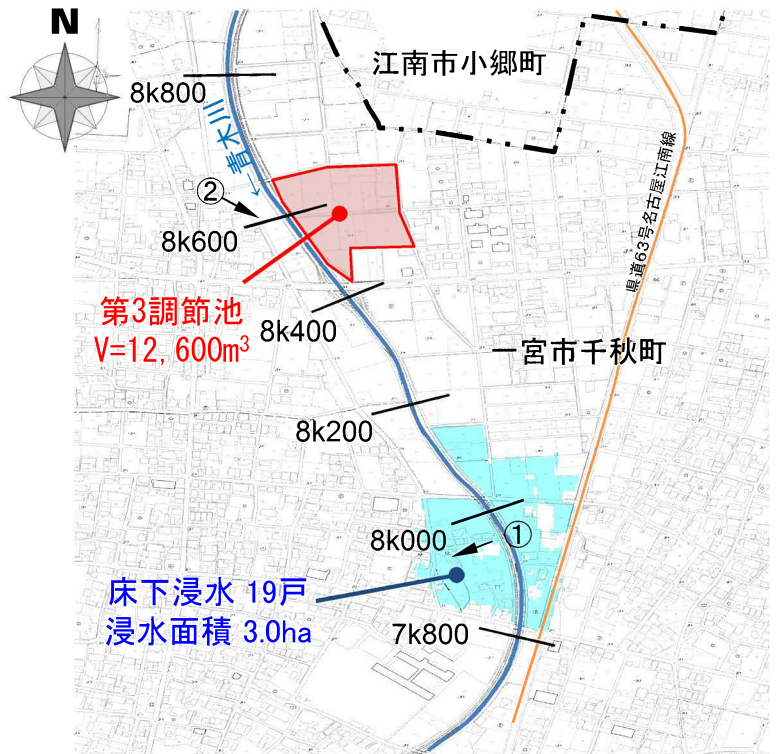 N
江南市小郷町
8k800
←青木川
県道63号名古屋江南線
②
8k600
第3調節池
V=12,600m³
8k400
一宮市千秋町
8k200
8k000
①
床下浸水 19戸
浸水面積 3.0ha
7k800